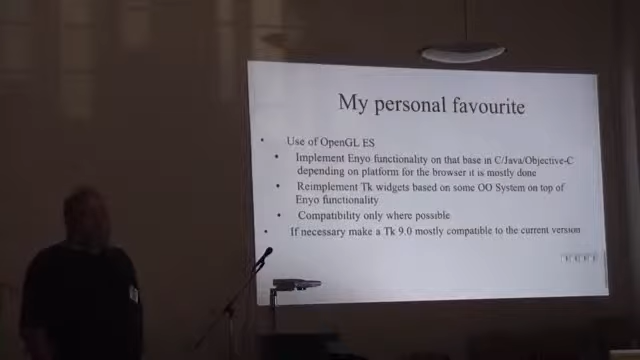 My personal favourite
• Use of OpenGL ES
• Implement Enyo functionality on that base in C/Java/Objective-C
depending on platform for the browser it is mostly done
• Reimplement Tk widgets based on some OO System on top of
Enyo functionality
• Compatibility only where possible
• If necessary make a Tk 9.0 mostly compatible to the current version